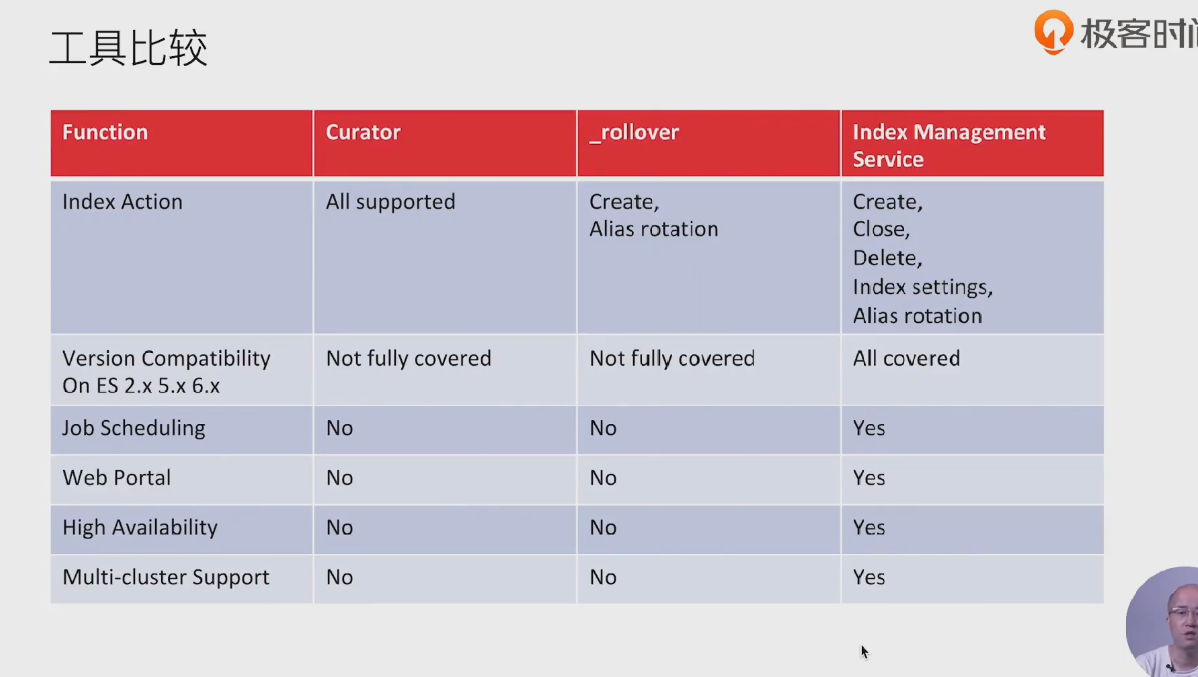 工具比较
极客时间
Function
Curator
_rollover
Index Management
Service
Index Action
All supported
Create,
Alias rotation
Create,
Close,
Delete,
Index settings,
Alias rotation
Version Compatibility
On ES 2.x 5.x 6.x
Not fully covered
Not fully covered
All covered
Job Scheduling
No
No
Yes
Web Portal
No
No
Yes
High Availability
No
No
Yes
Multi-cluster Support
No
No
Yes